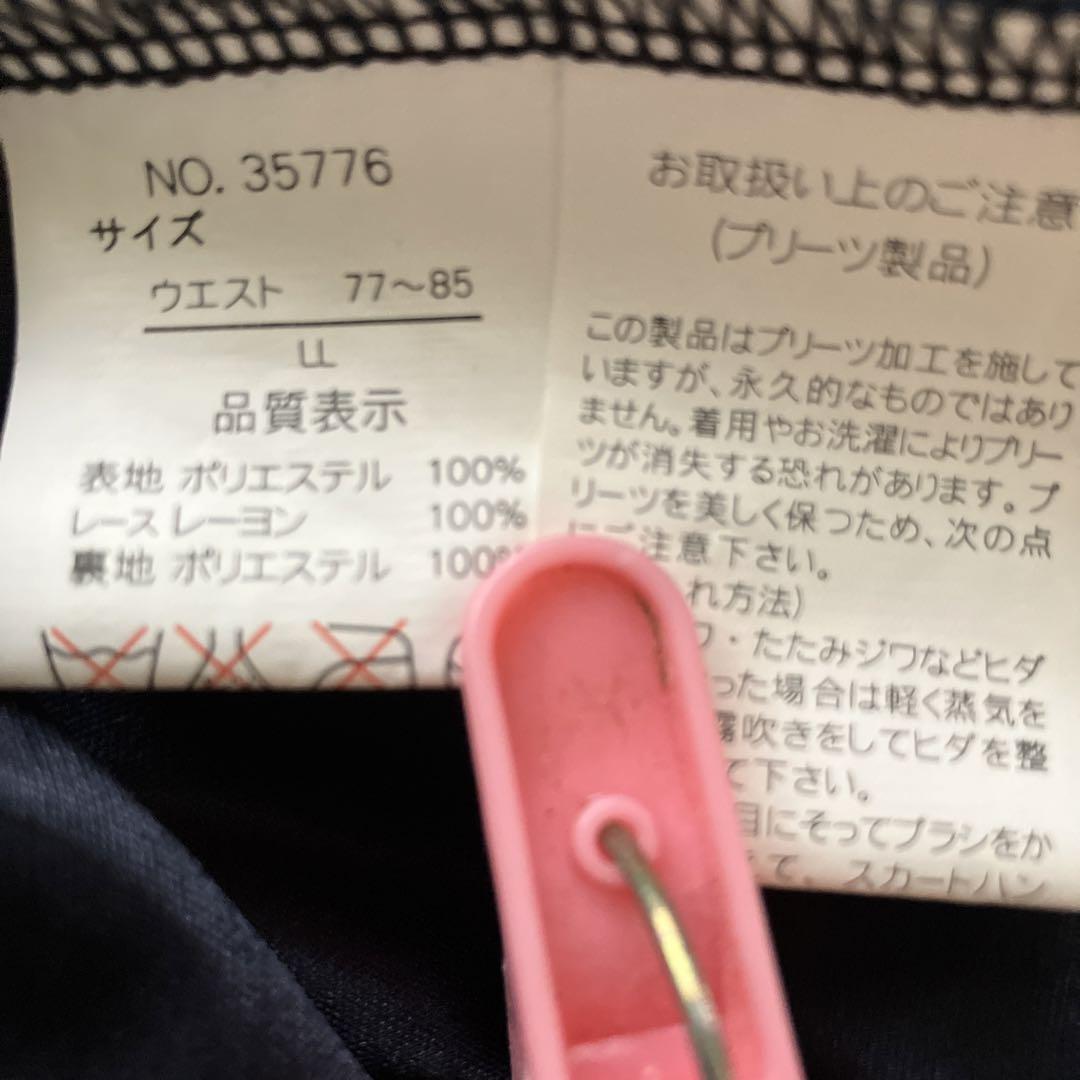 NO. 35776
サイズ
ウエスト 77〜85
LL
品質表示
表地 ポリエステル 100%
レース レーヨン 100%
裏地 ポリエステル 100%
お取扱い上のご注意
(プリーツ製品)
この製品はプリーツ加工を施して
いますが、永久的なものではあり
ません。着用やお洗濯によりプリー
ツが消失する恐れがあります。プ
リーツを美しく保つため、次の点
にご注意下さい。
れ方法)
ワ・たたみジワなどヒダ
った場合は軽く蒸気を
霧吹きをしてヒダを整
て下さい。
目にそってブラシをか
て、スカートハン